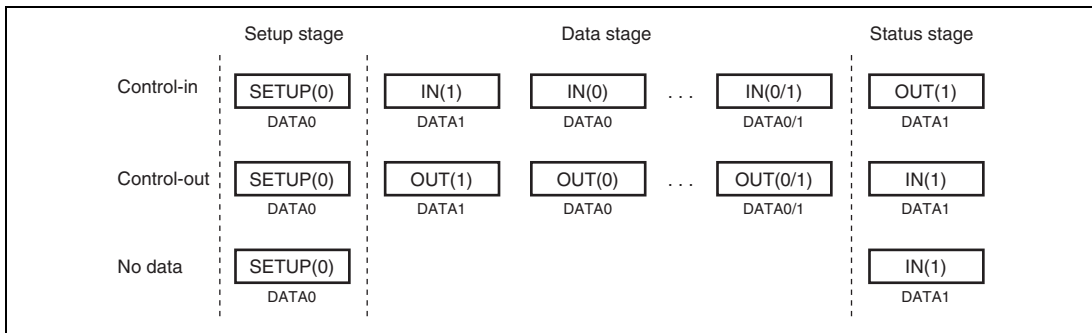 Setup stage Data stage Status stage
Control-in SETUP(0) IN(1) IN(0) . . . IN(0/1) OUT(1)
DATA0 DATA1 DATA0 DATA0/1 DATA1
Control-out SETUP(0) OUT(1) OUT(0) . . . OUT(0/1) IN(1)
DATA0 DATA1 DATA0 DATA0/1 DATA1
No data SETUP(0) IN(1)
DATA0 DATA1